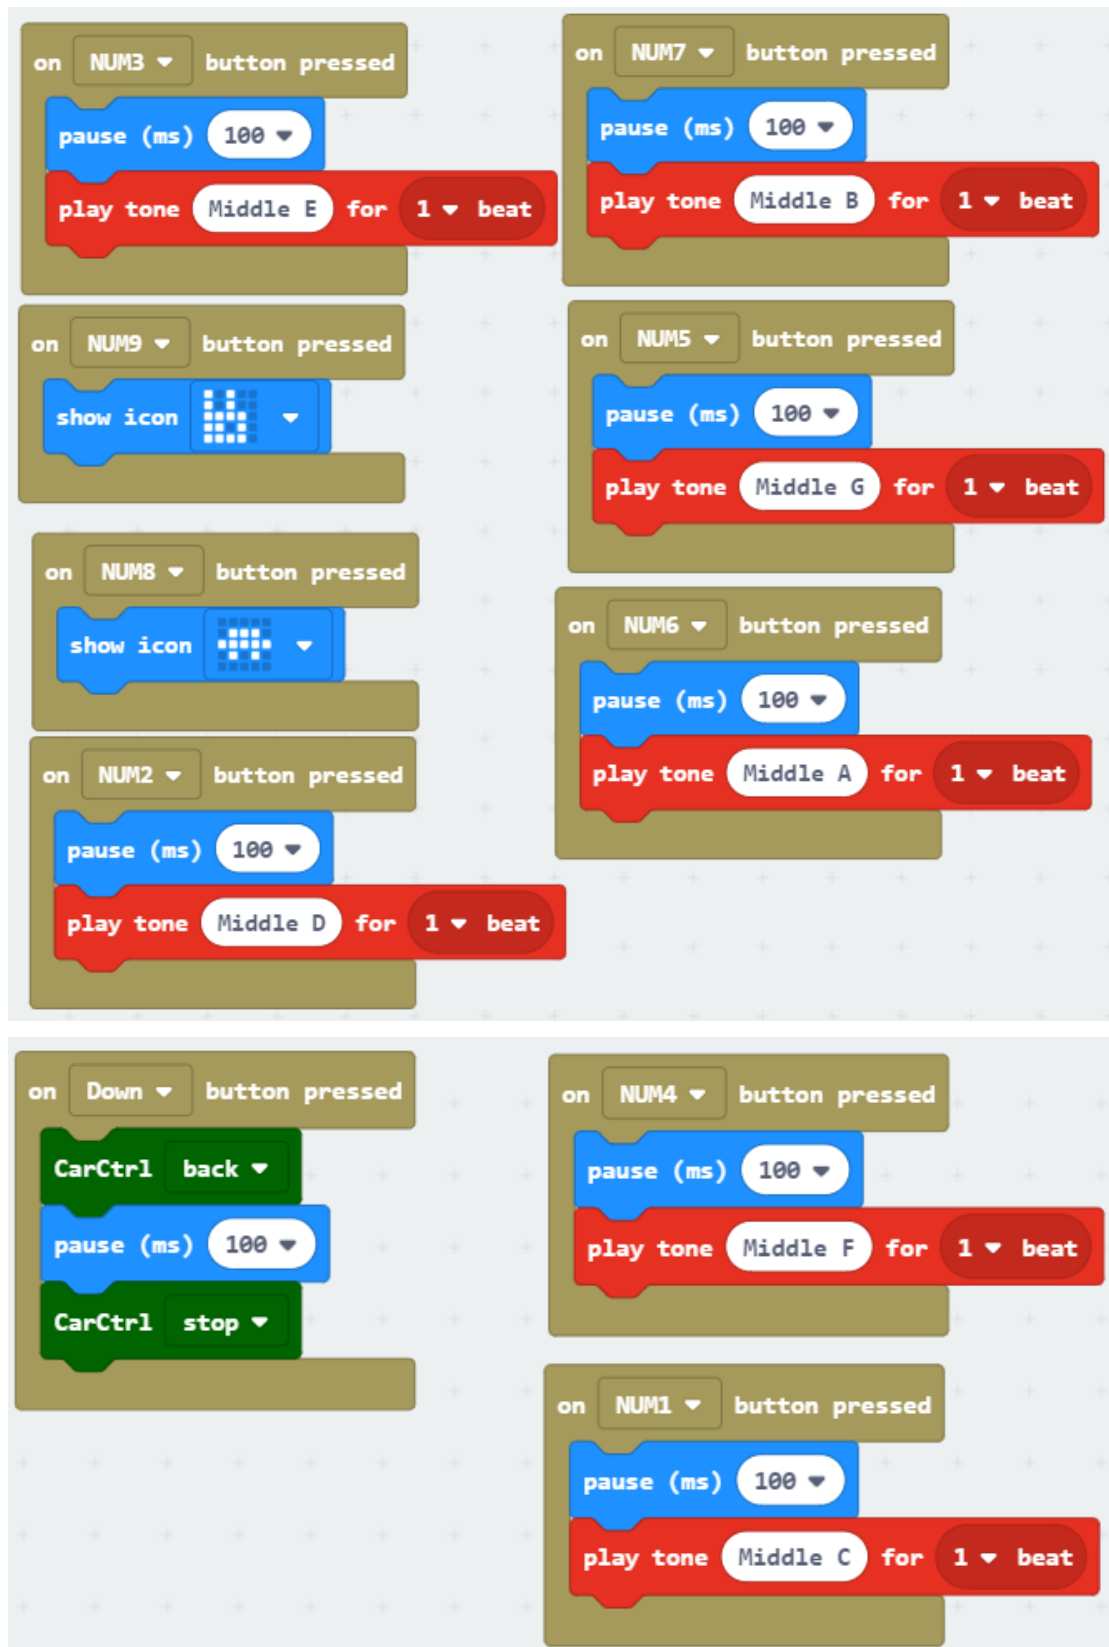 on NUM3 button pressed
pause (ms) 100
play tone Middle E for 1 beat
on NUM9 button pressed
show icon
on NUM8 button pressed
show icon
on NUM2 button pressed
pause (ms) 100
play tone Middle D for 1 beat
on NUM7 button pressed
pause (ms) 100
play tone Middle B for 1 beat
on NUM5 button pressed
pause (ms) 100
play tone Middle G for 1 beat
on NUM6 button pressed
pause (ms) 100
play tone Middle A for 1 beat
on Down button pressed
CarCtrl back
pause (ms) 100
CarCtrl stop
on NUM4 button pressed
pause (ms) 100
play tone Middle F for 1 beat
on NUM1 button pressed
pause (ms) 100
play tone Middle C for 1 beat